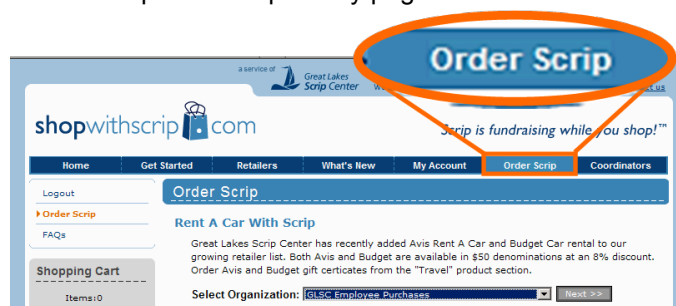 Order Scrip
a service of
Great Lakes
Scrip Center
shopwithscrip.com
Scrip is fundraising while you shop!™
Home Get Started Retailers What's New My Account Order Scrip Coordinators
Logout
Order Scrip
FAQs
Shopping Cart
Items:0
Order Scrip
Rent A Car With Scrip
Great Lakes Scrip Center has recently added Avis Rent A Car and Budget Car rental to our
growing retailer list. Both Avis and Budget are available in $50 denominations at an 8% discount.
Order Avis and Budget gift certicates from the "Travel" product section.
Select Organization: GLSC Employee Purchases Next >>